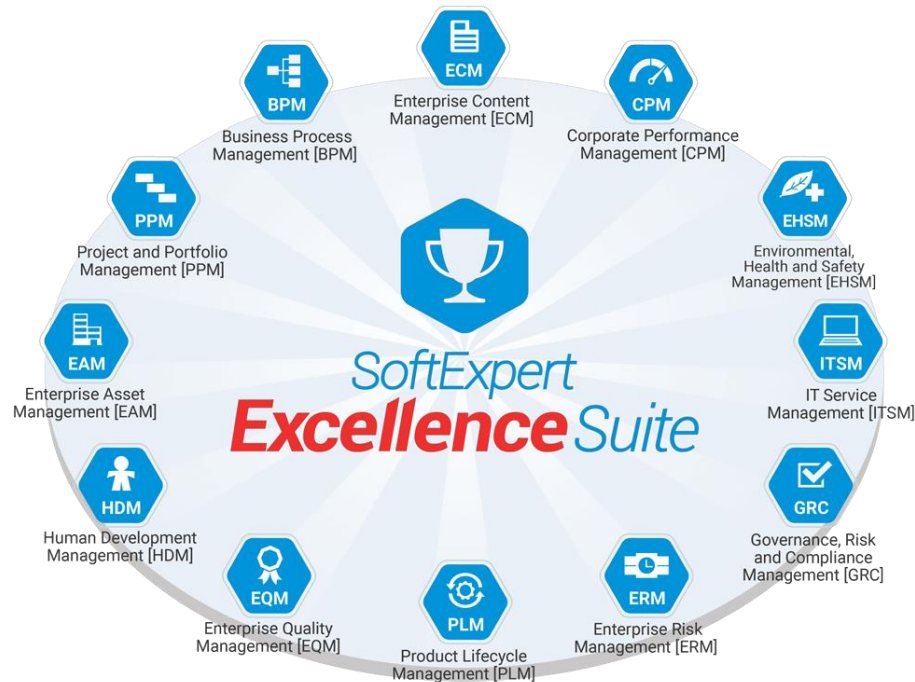 ECM
Enterprise Content
Management [ECM]
BPM
Business Process
Management [BPM]
CPM
Corporate Performance
Management [CPM]
PPM
Project and Portfolio
Management [PPM]
EHSM
Environmental,
Health and Safety
Management [EHSM]
EAM
Enterprise Asset
Management [EAM]
ITSM
IT Service
Management [ITSM]
SoftExpert
Excellence Suite
HDM
Human Development
Management [HDM]
GRC
Governance, Risk
and Compliance
Management [GRC]
EQM
Enterprise Quality
Management [EQM]
PLM
Product Lifecycle
Management [PLM]
ERM
Enterprise Risk
Management [ERM]